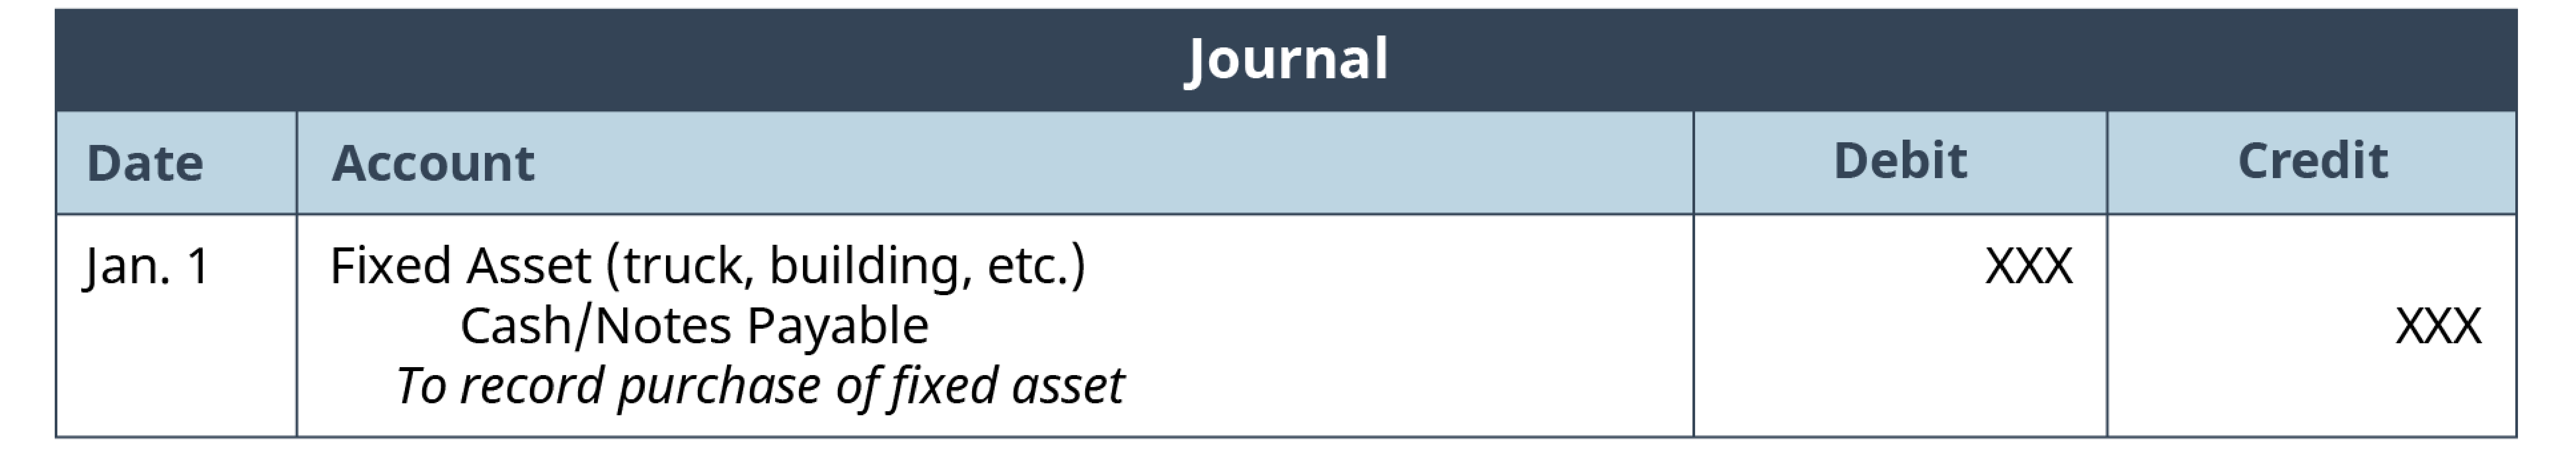 Journal
Date Account Debit Credit
Jan. 1 Fixed Asset (truck, building, etc.) XXX
Cash/Notes Payable XXX
To record purchase of fixed asset